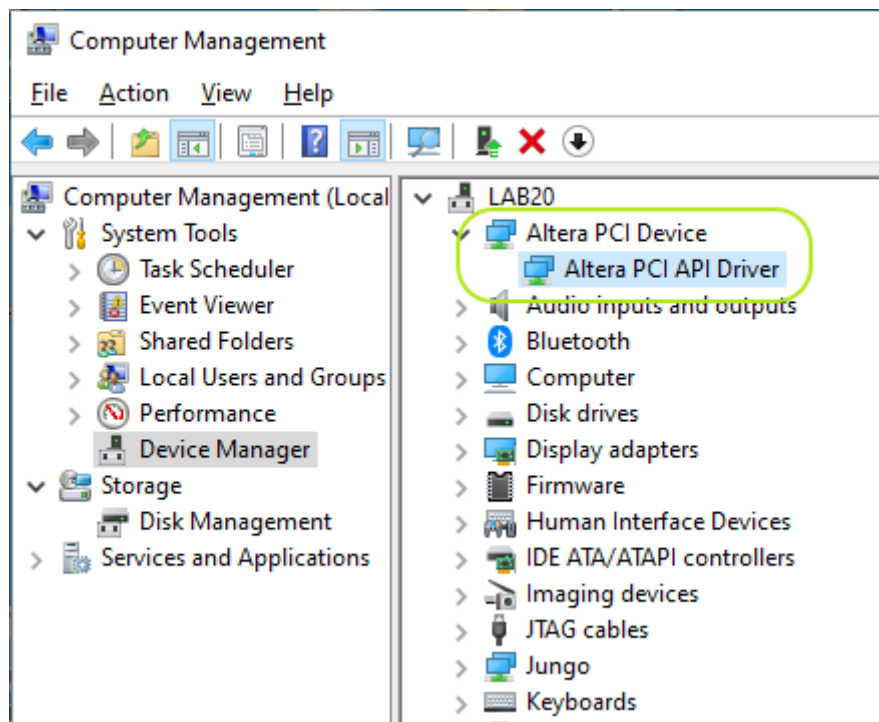 Computer Management
File Action View Help
Computer Management (Local
System Tools
Task Scheduler
Event Viewer
Shared Folders
Local Users and Groups
Performance
Device Manager
Storage
Disk Management
Services and Applications
LAB20
Altera PCI Device
Altera PCI API Driver
Audio inputs and outputs
Bluetooth
Computer
Disk drives
Display adapters
Firmware
Human Interface Devices
IDE ATA/ATAPI controllers
Imaging devices
JTAG cables
Jungo
Keyboards